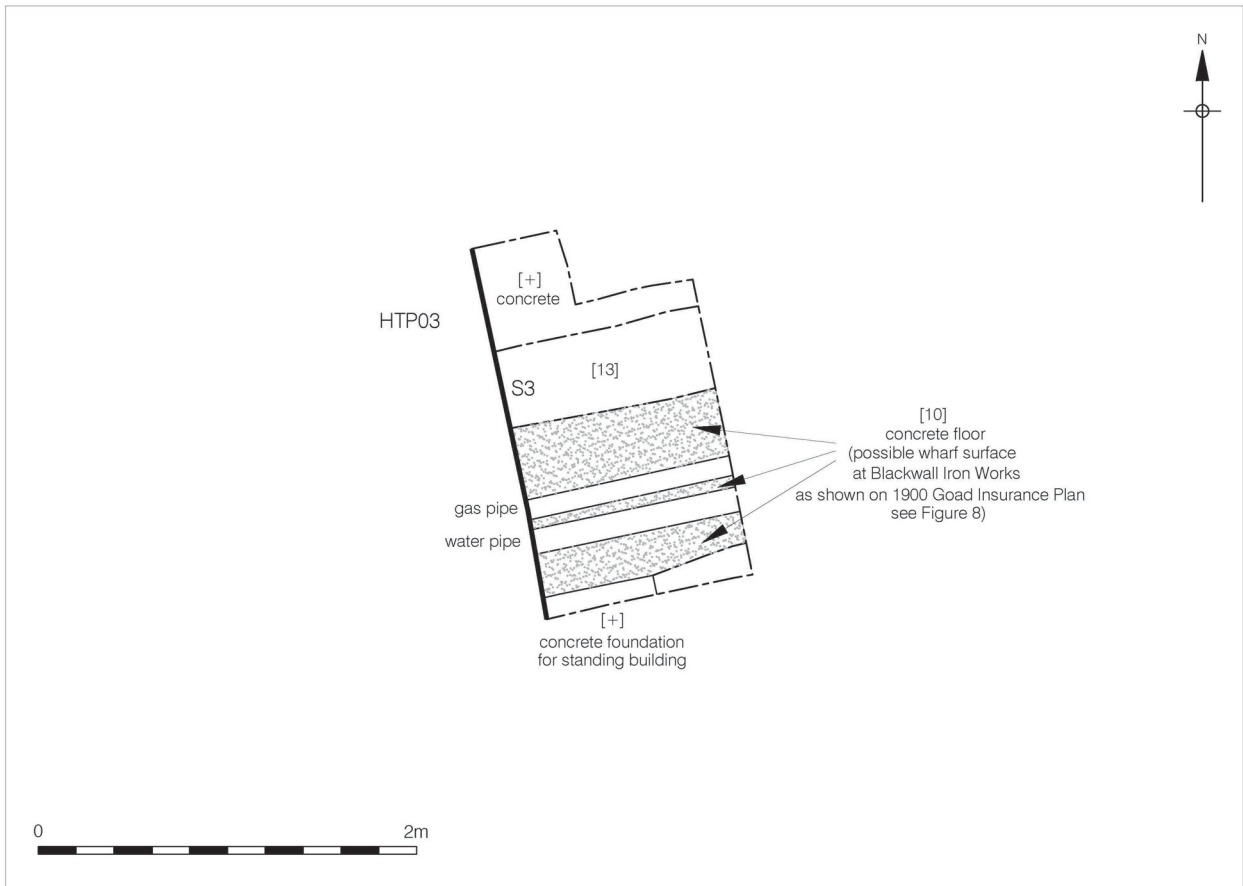 N
[+]
concrete
HTP03
[13]
S3
[10]
concrete floor
(possible wharf surface
at Blackwall Iron Works
as shown on 1900 Goad Insurance Plan
see Figure 8)
gas pipe
water pipe
[+]
concrete foundation
for standing building
0 2m